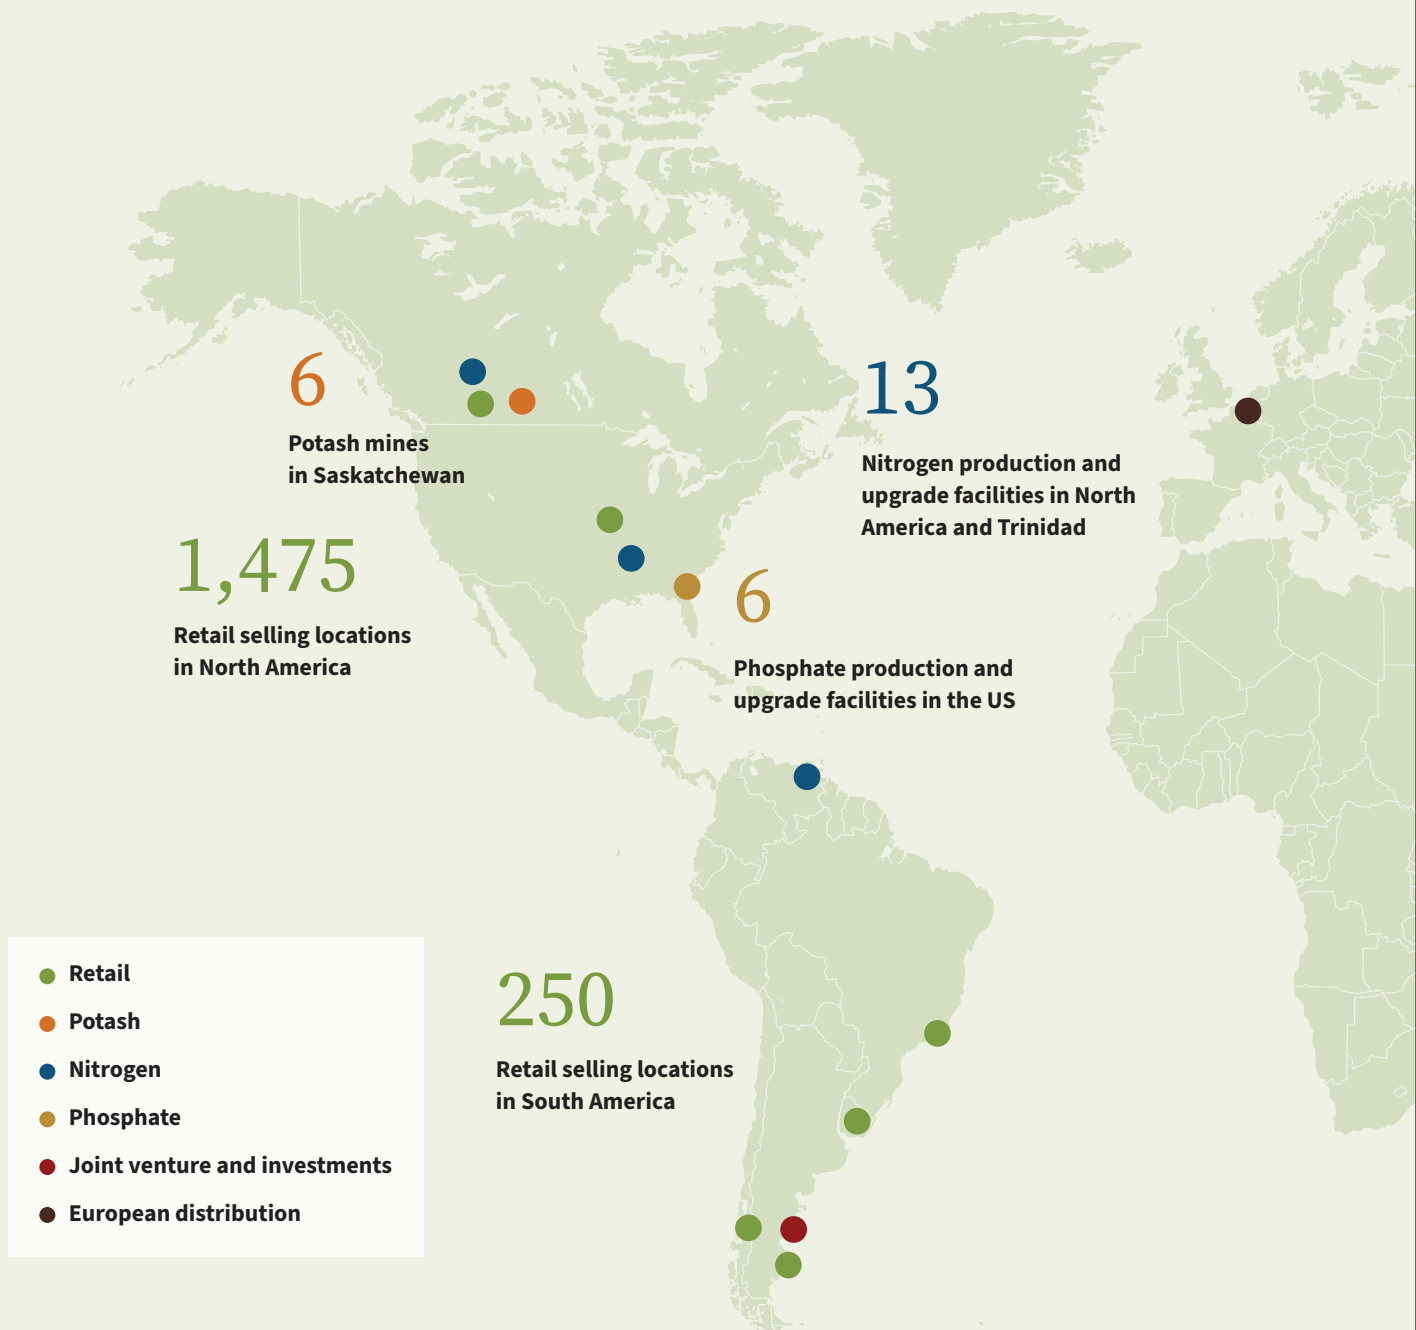 6
Potash mines
in Saskatchewan
13
Nitrogen production and
upgrade facilities in North
America and Trinidad
1,475
Retail selling locations
in North America
6
Phosphate production and
upgrade facilities in the US
250
Retail selling locations
in South America
Retail
Potash
Nitrogen
Phosphate
Joint venture and investments
European distribution